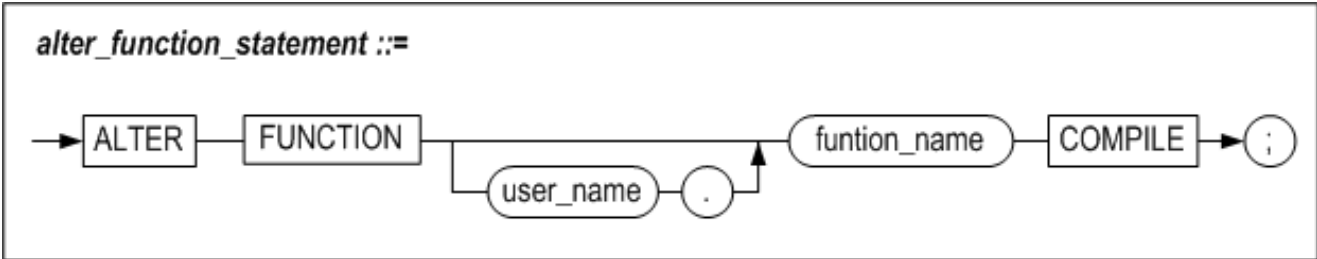 alter_function_statement ::=
ALTER FUNCTION funtion_name COMPILE ;
user_name .